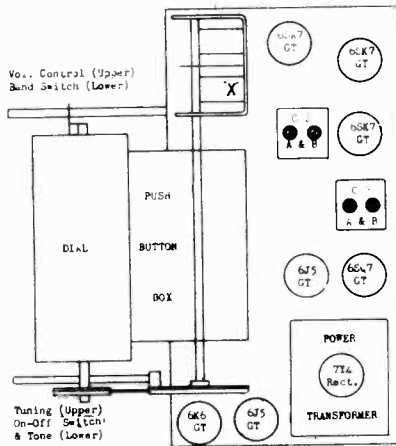 6SK7
GT
6SK7
GT
Vol. Control (Upper)
Band Switch (Lower)
X
6SK7
GT
A & B
PUSH
BUTTON
BOX
DIAL
A & B
6J5
GT
6SQ7
GT
POWER
7Y4
Rect.
TRANSFORMER
Tuning (Upper)
On-Off Switch
& Tone (Lower)
6K6
GT
6J5
GT